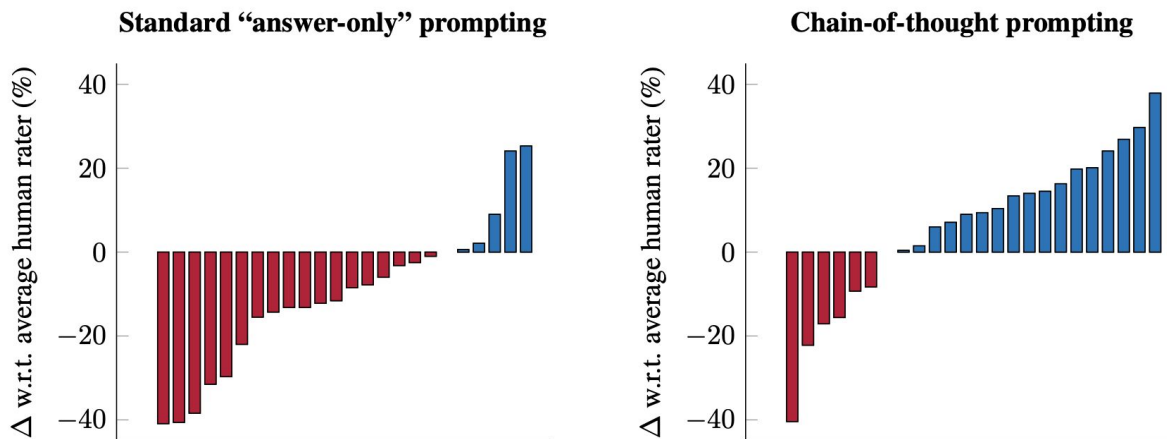 Standard “answer-only” prompting
Δ w.r.t. average human rater (%)
40
20
0
−20
−40
Chain-of-thought prompting
Δ w.r.t. average human rater (%)
40
20
0
−20
−40